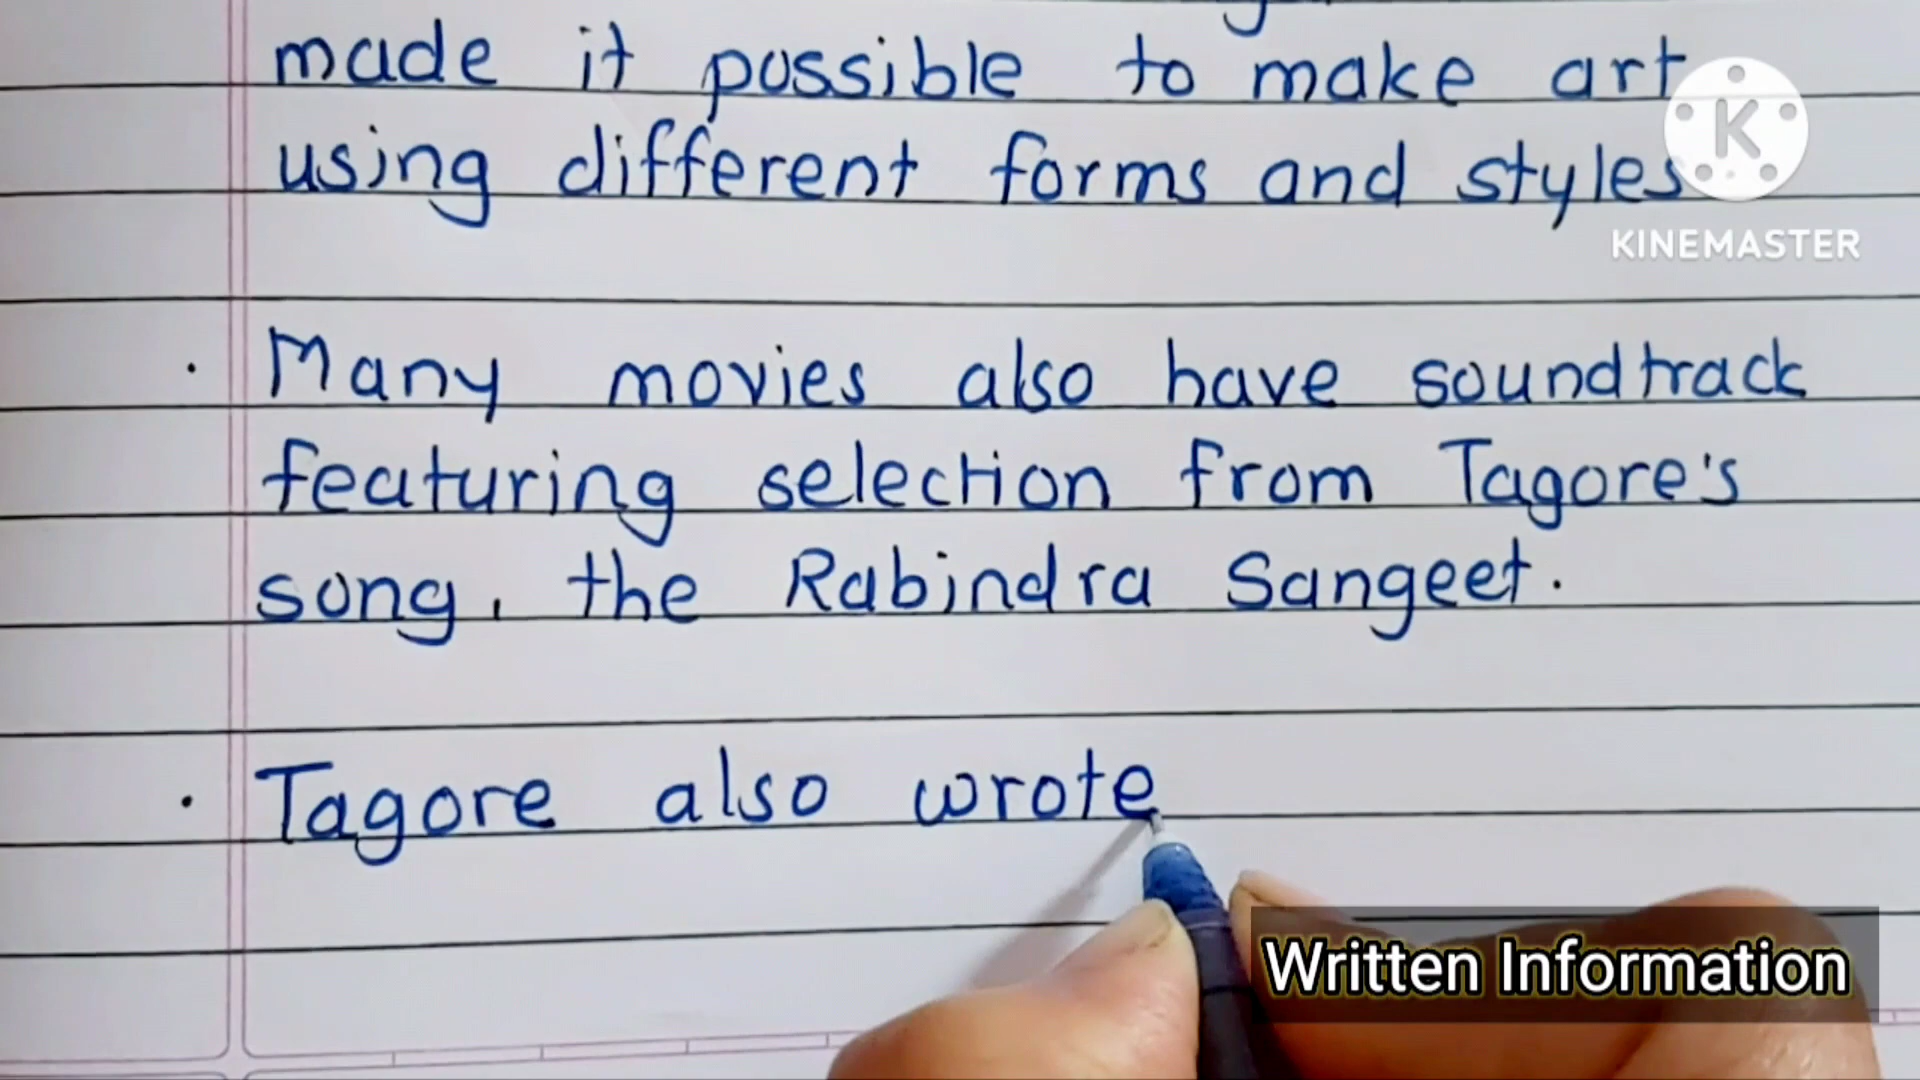 made it possible to make art
using different forms and styles
K
KINEMASTER
. Many movies also have soundtrack
featuring selection from Tagore's
song, the Rabindra Sangeet.
. Tagore also wrote
Written Information